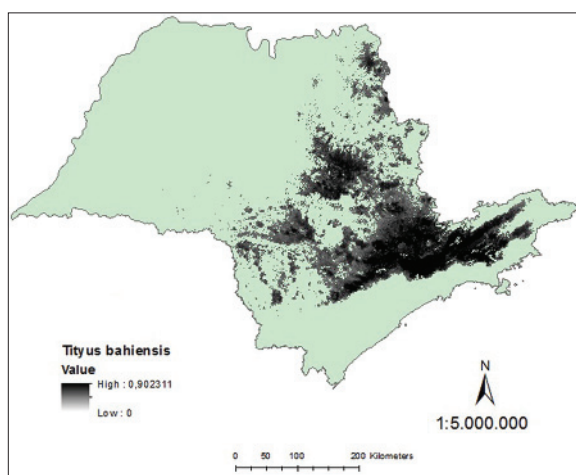 Tityus bahiensis
Value
High : 0,902311
Low : 0
N
1:5.000.000
0 50 100 200 Kilometers